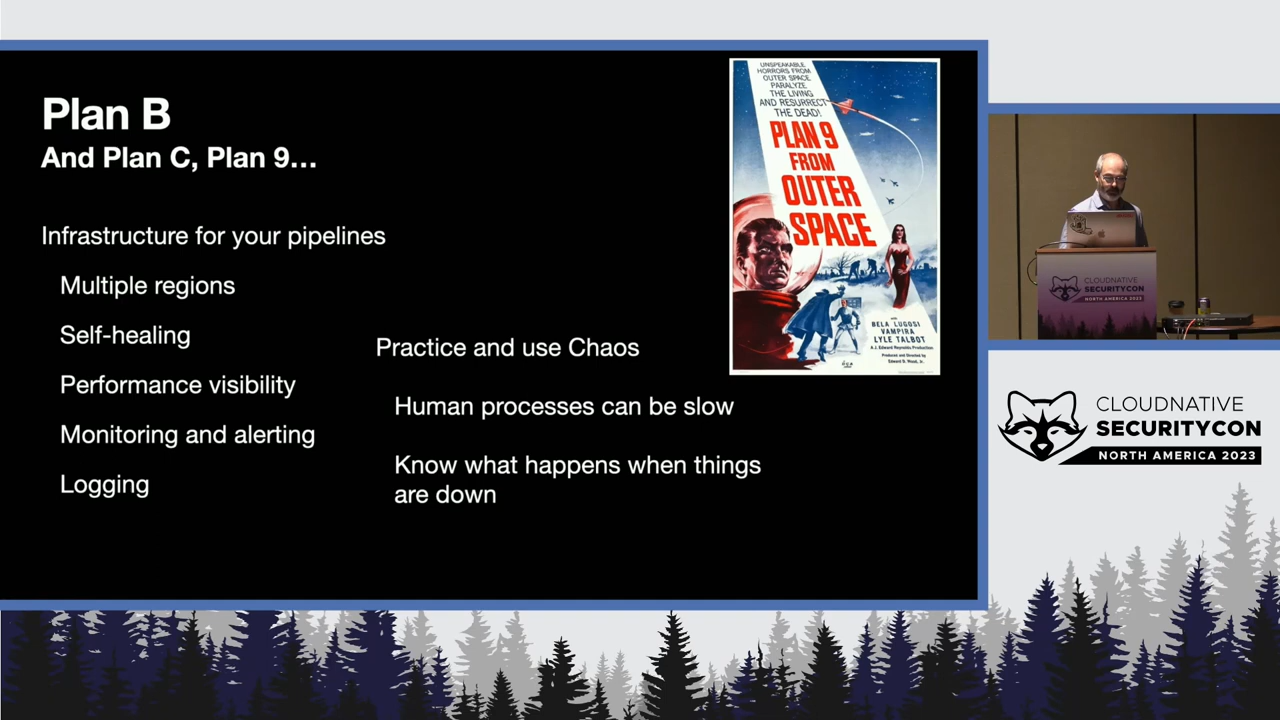 Plan B
And Plan C, Plan 9...
Infrastructure for your pipelines
Multiple regions
Self-healing
Performance visibility
Monitoring and alerting
Logging
Practice and use Chaos
Human processes can be slow
Know what happens when things
are down
UNSPEAKABLE
HORRORS FROM
OUTER SPACE
PARALYZE
THE LIVING
AND RESURRECT
THE DEAD!
PLAN 9
FROM
OUTER
SPACE
with
BELA LUGOSI
VAMPIRA
LYLE TALBOT
A J. Edward Reynolds Production
Produced and Directed by
Edward D. Wood, Jr.
CLOUDNATIVE
SECURITYCON
NORTH AMERICA 2023
CLOUDNATIVE
SECURITYCON
NORTH AMERICA 2023